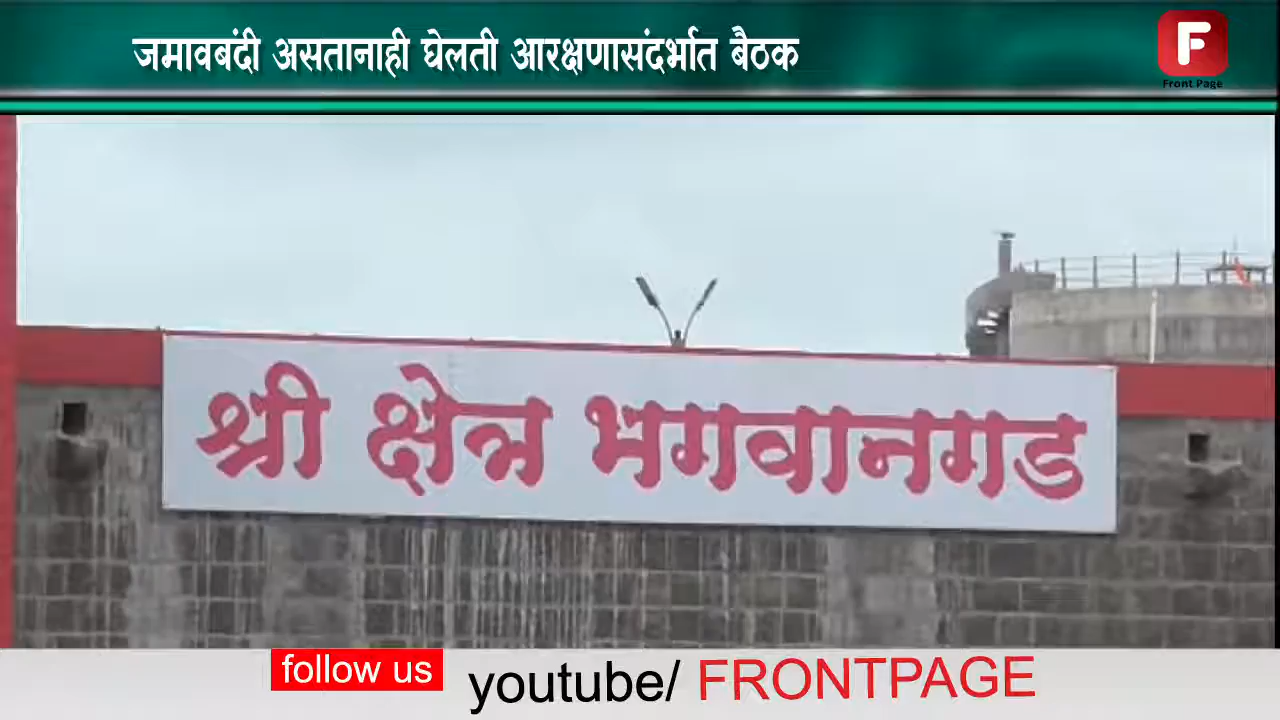 जमावबंदी असतानाही घेलती आरक्षणासंदर्भात बैठक
F
Front Page
श्री क्षेत्र भगवानगड
follow us
youtube/ FRONTPAGE